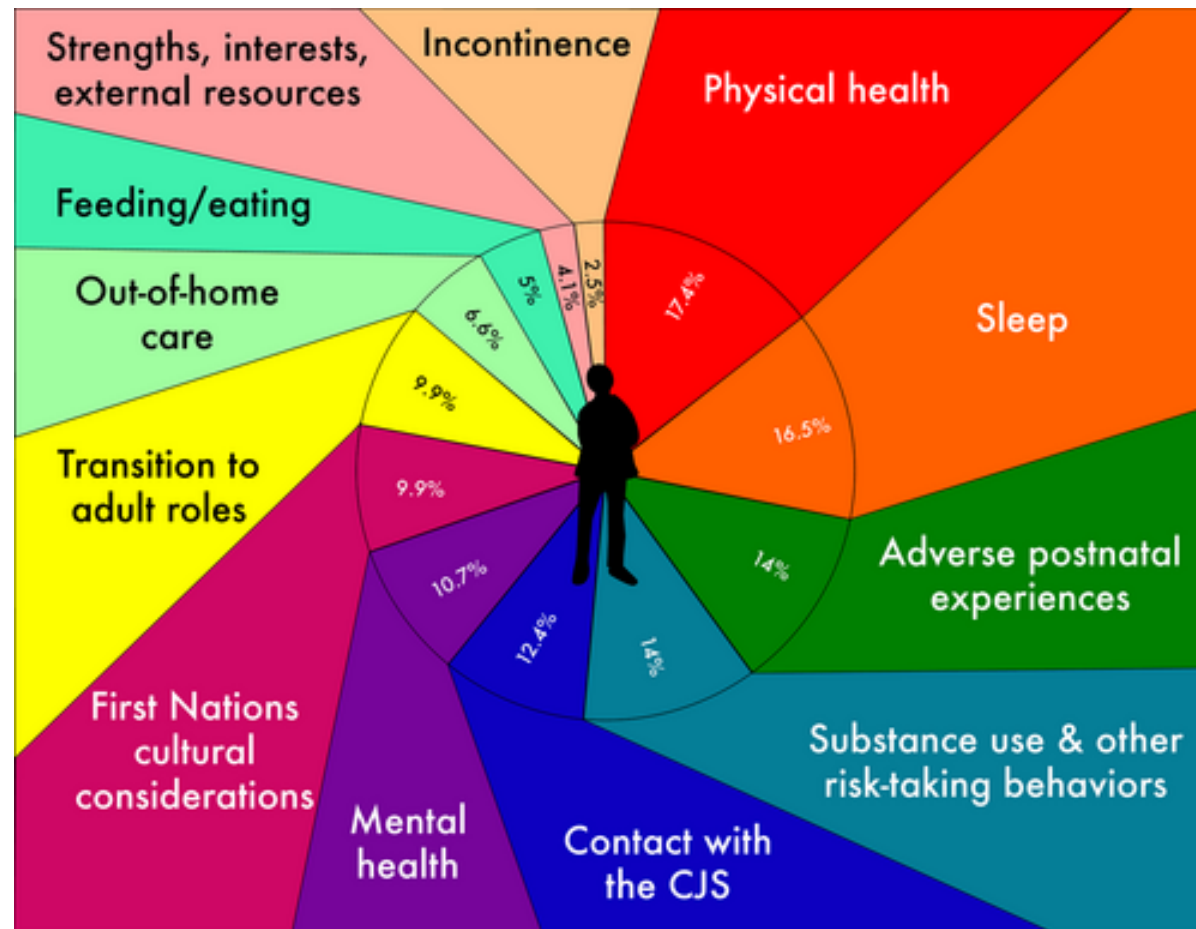 Strengths, interests,
external resources
Incontinence
Physical health
Feeding/eating
Out-of-home
care
Sleep
Transition to
adult roles
Adverse postnatal
experiences
First Nations
cultural
considerations
Substance use & other
risk-taking behaviors
Mental
health
Contact with
the CJS
17.4%
16.5%
14%
14%
12.4%
10.7%
9.9%
9.9%
6.6%
5%
4.1%
2.5%